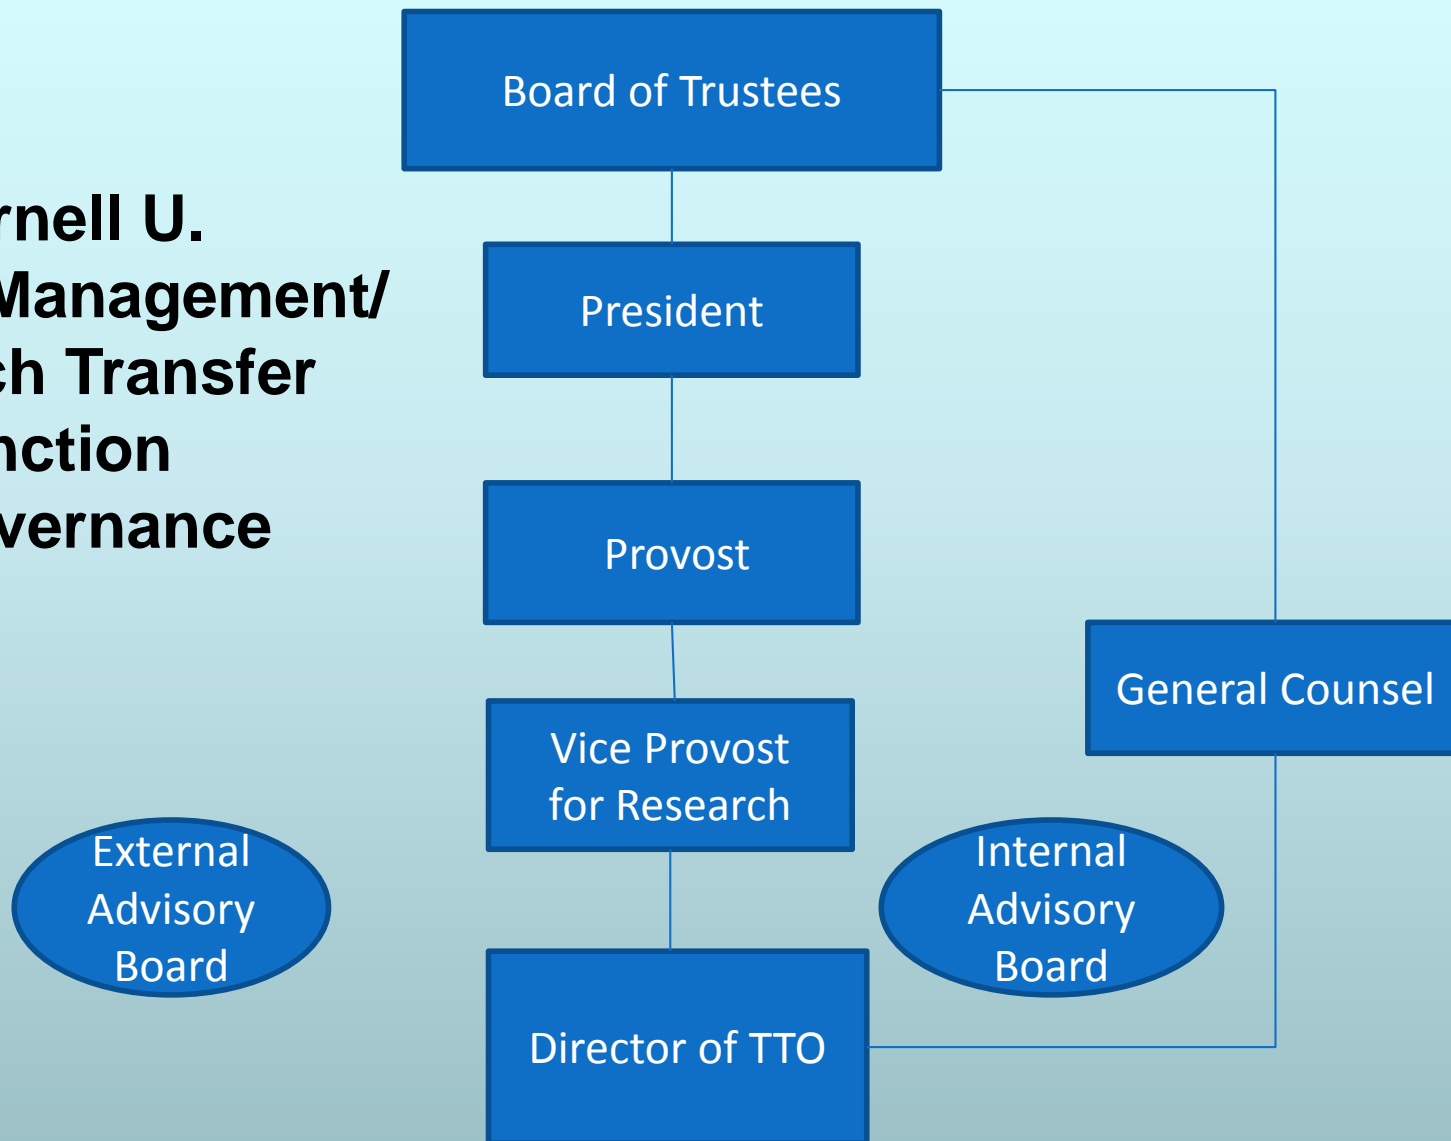 Board of Trustees
rnell U.
Management/
ch Transfer
nction
vernance
President
Provost
General Counsel
Vice Provost
for Research
External
Advisory
Board
Internal
Advisory
Board
Director of TTO